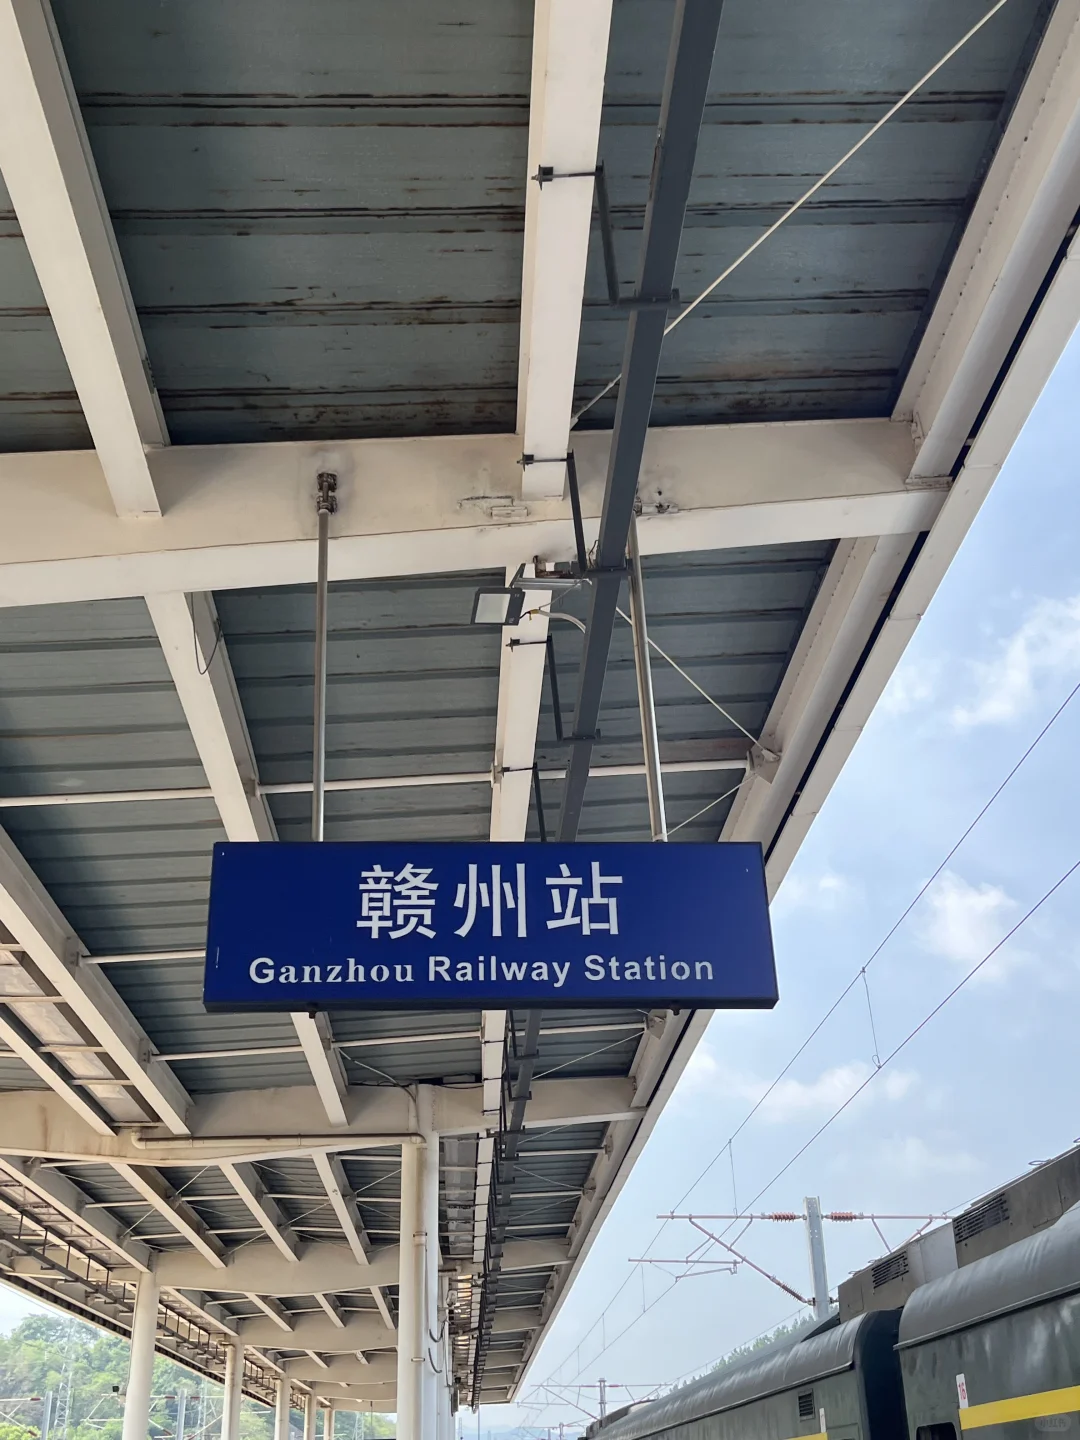 赣州站
Ganzhou Railway Station